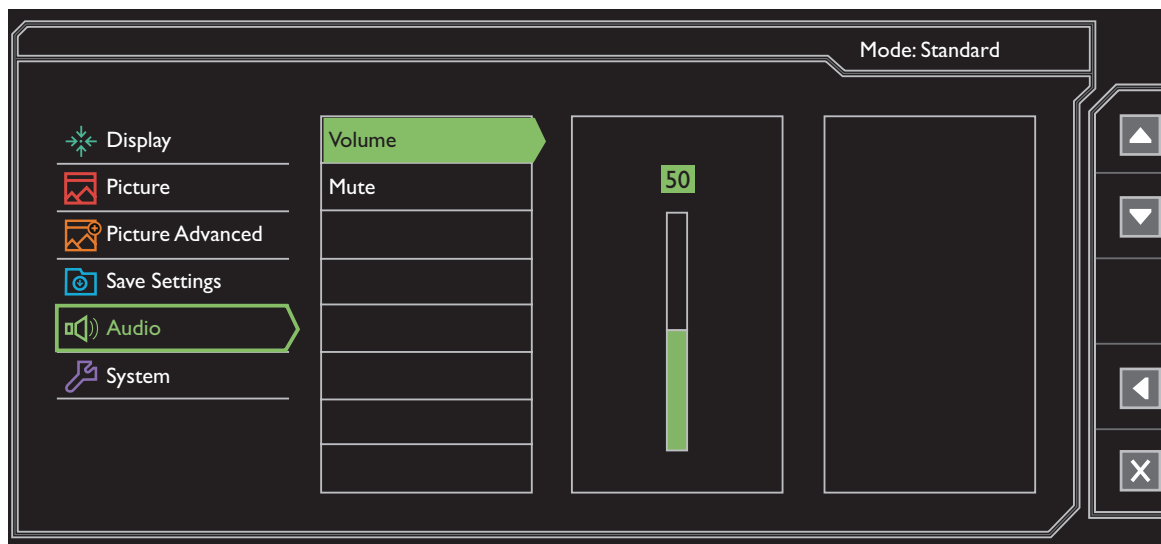 Mode: Standard
Display
Picture
Picture Advanced
Save Settings
Audio
System
Volume
Mute
50